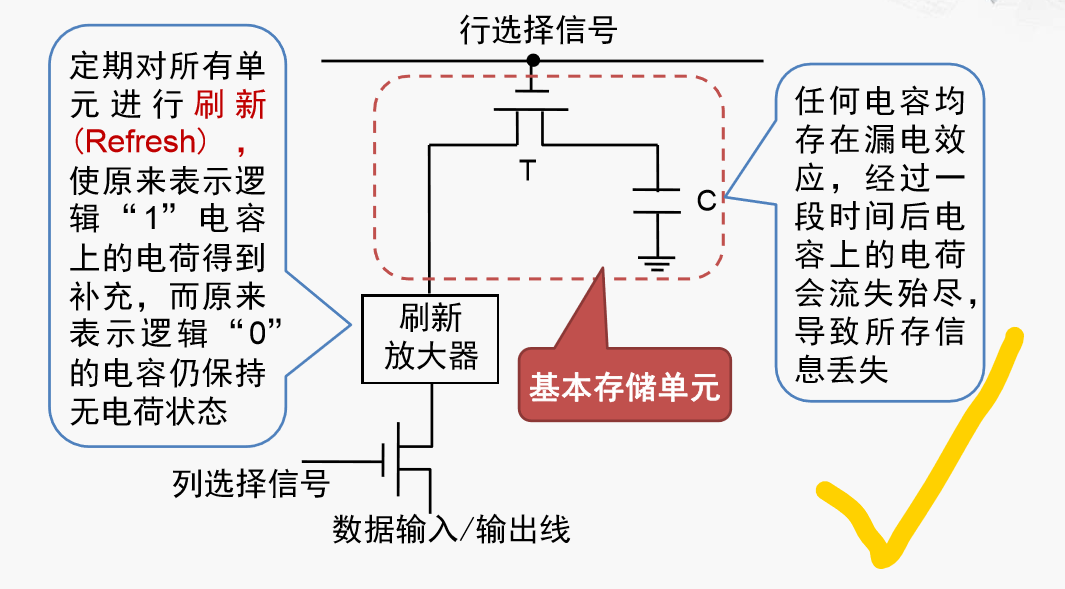 行选择信号
定期对所有单
元进行刷新
(Refresh)，
使原来表示逻
辑“1”电容
上的电荷得到
补充，而原来
表示逻辑“0”
的电容仍保持
无电荷状态
T
C
任何电容均
存在漏电效
应，经过一
段时间后电
容上的电荷
会流失殆尽，
导致所存信
息丢失
刷新
放大器
基本存储单元
列选择信号
数据输入/输出线